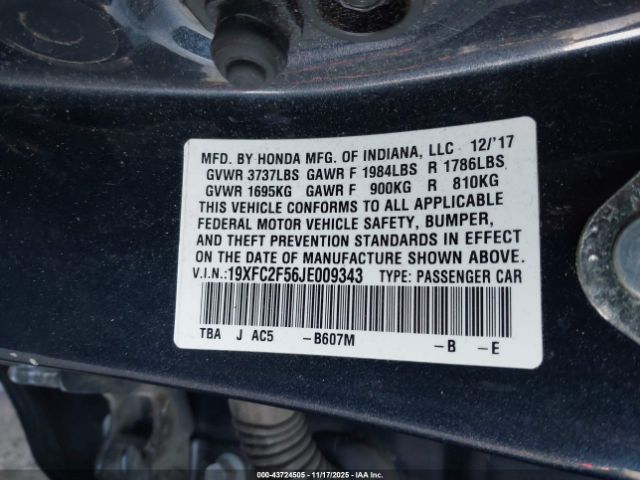 MFD. BY HONDA MFG. OF INDIANA, LLC 12/'17
GVWR 3737LBS GAWR F 1984LBS R 1786LBS
GVWR 1695KG GAWR F 900KG R 810KG
THIS VEHICLE CONFORMS TO ALL APPLICABLE
FEDERAL MOTOR VEHICLE SAFETY, BUMPER,
AND THEFT PREVENTION STANDARDS IN EFFECT
ON THE DATE OF MANUFACTURE SHOWN ABOVE.
V.I.N.:19XFC2F56JE009343 TYPE: PASSENGER CAR
TBA J AC5 -B607M -B -E
000-43724505 - 11/17/2025 - IAAI.COM